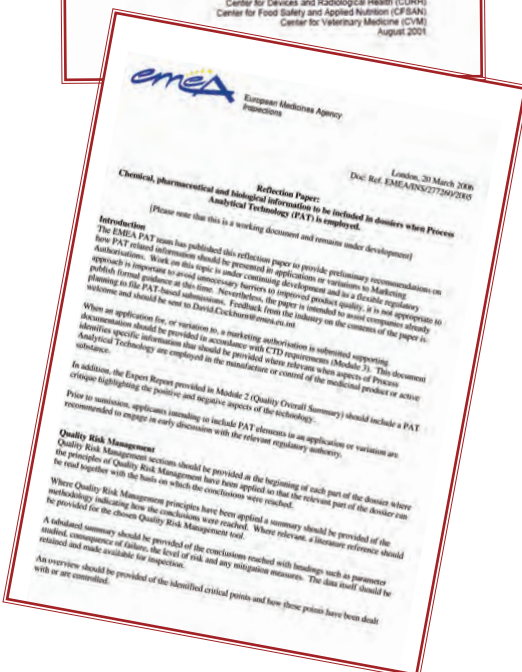 Center for Devices and Radiological Health (CDRH)
Center for Food Safety and Applied Nutrition (CFSAN)
Center for Veterinary Medicine (CVM)
August 2001
emea
European Medicines Agency
Inspections
London, 20 March 2006
Doc. Ref. EMEA/INS/277260/2005
Reflection Paper:
Chemical, pharmaceutical and biological information to be included in dossiers when Process
Analytical Technology (PAT) is employed.
[Please note that this is a working document and remains under development]
Introduction
The EMEA PAT team has published this reflection paper to provide preliminary recommendations on
how PAT related information should be presented in applications or variations to Marketing
Authorisations. Work on this topic is under continuing development and as a flexible regulatory
approach is important to avoid unnecessary barriers to improved product quality, it is not appropriate to
publish formal guidance at this time. Nevertheless, the paper is intended to assist companies already
planning to file PAT-based submissions. Feedback from the industry on the contents of the paper is
welcome and should be sent to David.Cockburn@emea.eu.int
When an application for, or variation to, a marketing authorisation is submitted supporting
documentation should be provided in accordance with CTD requirements (Module 3). This document
identifies specific information that should be provided where relevant when aspects of Process
Analytical Technology are employed in the manufacture or control of the medicinal product or active
substance.
In addition, the Expert Report provided in Module 2 (Quality Overall Summary) should include a PAT
critique highlighting the positive and negative aspects of the technology.
Prior to submission, applicants intending to include PAT elements in an application or variation are
recommended to engage in early discussion with the relevant regulatory authority.
Quality Risk Management
Quality Risk Management sections should be provided at the beginning of each part of the dossier where
the principles of Quality Risk Management have been applied so that the relevant part of the dossier can
be read together with the basis on which the conclusions were reached.
Where Quality Risk Management principles have been applied a summary should be provided of the
methodology indicating how the conclusions were reached. Where relevant, a literature reference should
be provided for the chosen Quality Risk Management tool.
A tabulated summary should be provided of the conclusions reached with headings such as parameter
studied, consequence of failure, the level of risk and any mitigation measures. The data itself should be
retained and made available for inspection.
An overview should be provided of the identified critical points and how these points have been dealt
with or are controlled.